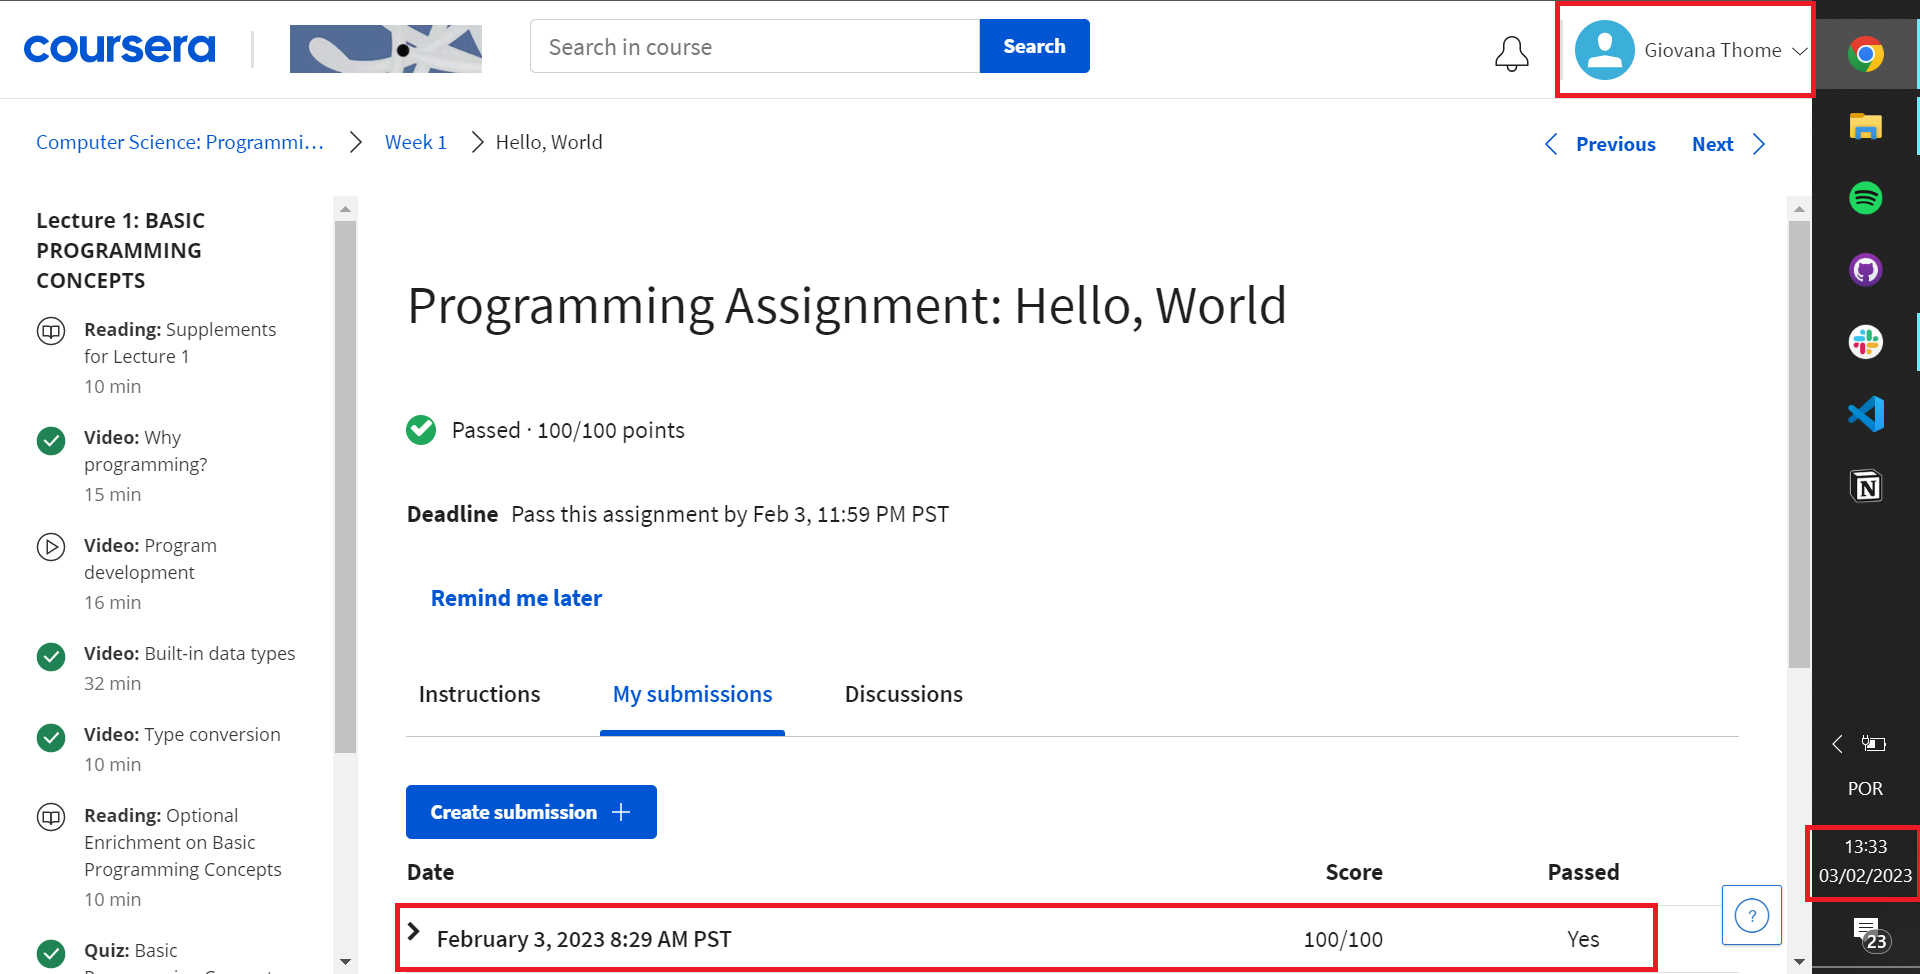 coursera
Search in course
Search
Giovana Thome
Computer Science: Programmi...
Week 1
Hello, World
Previous
Next
Lecture 1: BASIC
PROGRAMMING
CONCEPTS
Reading: Supplements
for Lecture 1
10 min
Video: Why
programming?
15 min
Video: Program
development
16 min
Video: Built-in data types
32 min
Video: Type conversion
10 min
Reading: Optional
Enrichment on Basic
Programming Concepts
10 min
Quiz: Basic
Programming Assignment: Hello, World
Passed · 100/100 points
Deadline Pass this assignment by Feb 3, 11:59 PM PST
Remind me later
Instructions
My submissions
Discussions
Create submission +
Date
Score
Passed
February 3, 2023 8:29 AM PST
100/100
Yes
?
POR
13:33
03/02/2023
23